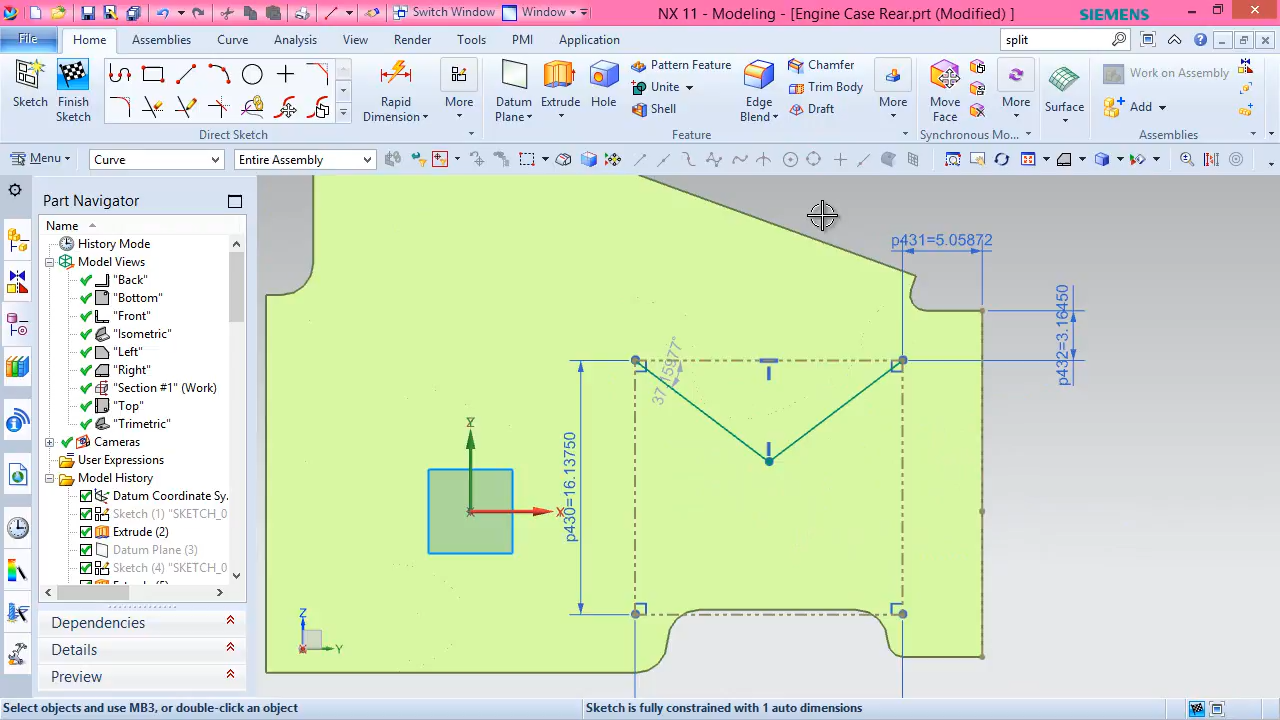 Switch Window Window
NX 11 - Modeling - [Engine Case Rear.prt (Modified) ]
SIEMENS
File Home Assemblies Curve Analysis View Render Tools PMI Application
split
Sketch
Finish
Sketch
Direct Sketch
Rapid
Dimension
More
Datum
Plane
Extrude
Hole
Pattern Feature
Unite
Shell
Edge
Blend
Chamfer
Trim Body
Draft
More
Feature
Move
Face
More
Synchronous Mo...
Surface
Work on Assembly
Add
Assemblies
Menu
Curve
Entire Assembly
Part Navigator
Name
History Mode
Model Views
"Back"
"Bottom"
"Front"
"Isometric"
"Left"
"Right"
"Section #1" (Work)
"Top"
"Trimetric"
Cameras
User Expressions
Model History
Datum Coordinate Sy.
Sketch (1) "SKETCH_0
Extrude (2)
Datum Plane (3)
Sketch (4) "SKETCH_0
Dependencies
Details
Preview
p431=5.05872
p432=3.16450
37.15977°
p430=16.13750
X
Z
Y
Select objects and use MB3, or double-click an object
Sketch is fully constrained with 1 auto dimensions